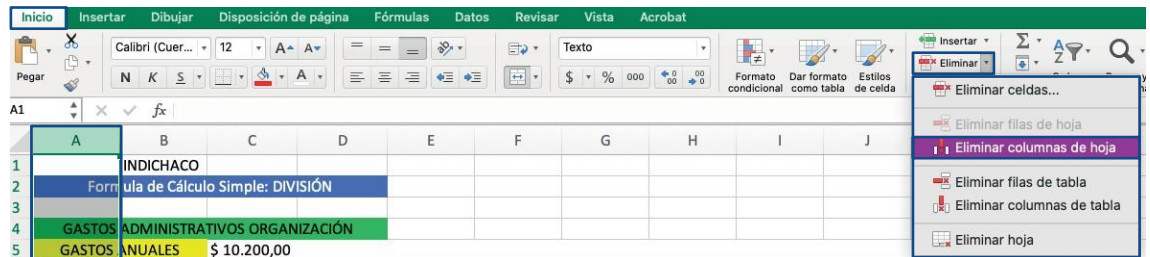 Inicio Insertar Dibujar Disposición de página Fórmulas Datos Revisar Vista Acrobat
Pegar
Calibri (Cuer... 12 A A
N K S A
Texto
$ % 000
Formato condicional
Dar formato como tabla
Estilos de celda
Insertar
Eliminar
Eliminar celdas...
Eliminar filas de hoja
Eliminar columnas de hoja
Eliminar filas de tabla
Eliminar columnas de tabla
Eliminar hoja
A1 fx
A B C D E F G H I J
1 INDICHACO
2 Formula de Cálculo Simple: DIVISIÓN
3
4 GASTOS ADMINISTRATIVOS ORGANIZACIÓN
5 GASTOS ANUALES $ 10.200,00